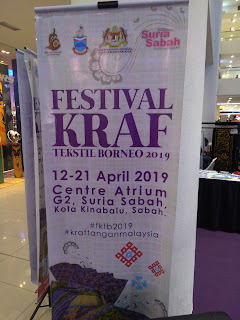 Suria
Sabah
FESTIVAL
KRAF
TEKSTIL BORNEO 2019
12-21 April 2019
Centre Atrium
G2, Suria Sabah,
Kota Kinabalu, Sabah.
#fktb2019
#kraftanganmalaysia